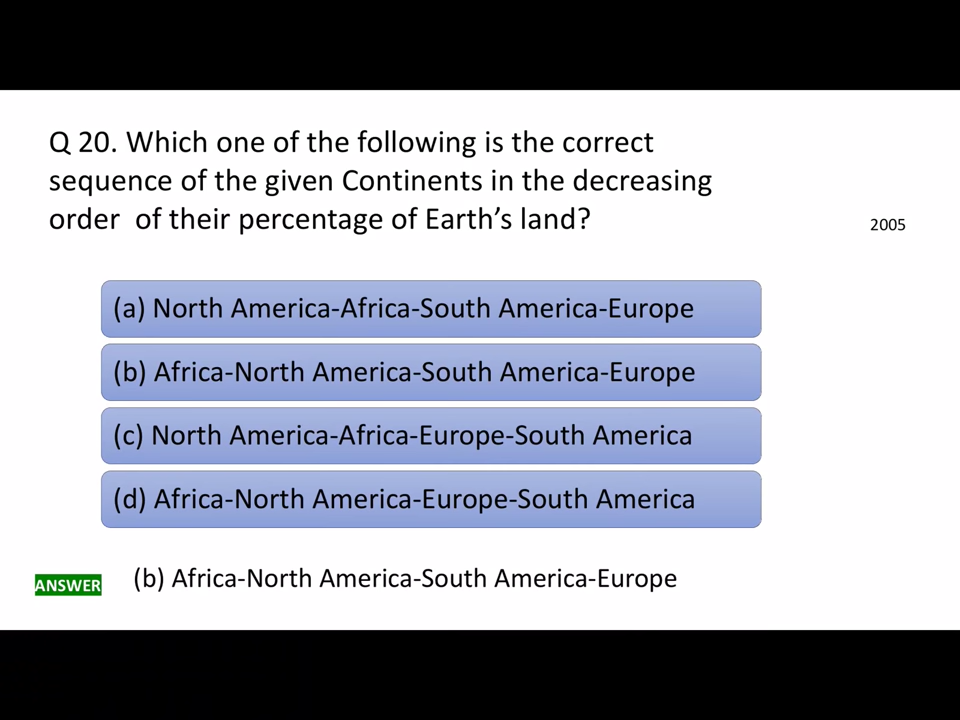 Q 20. Which one of the following is the correct
sequence of the given Continents in the decreasing
order of their percentage of Earth's land?
2005
(a) North America-Africa-South America-Europe
(b) Africa-North America-South America-Europe
(c) North America-Africa-Europe-South America
(d) Africa-North America-Europe-South America
ANSWER (b) Africa-North America-South America-Europe